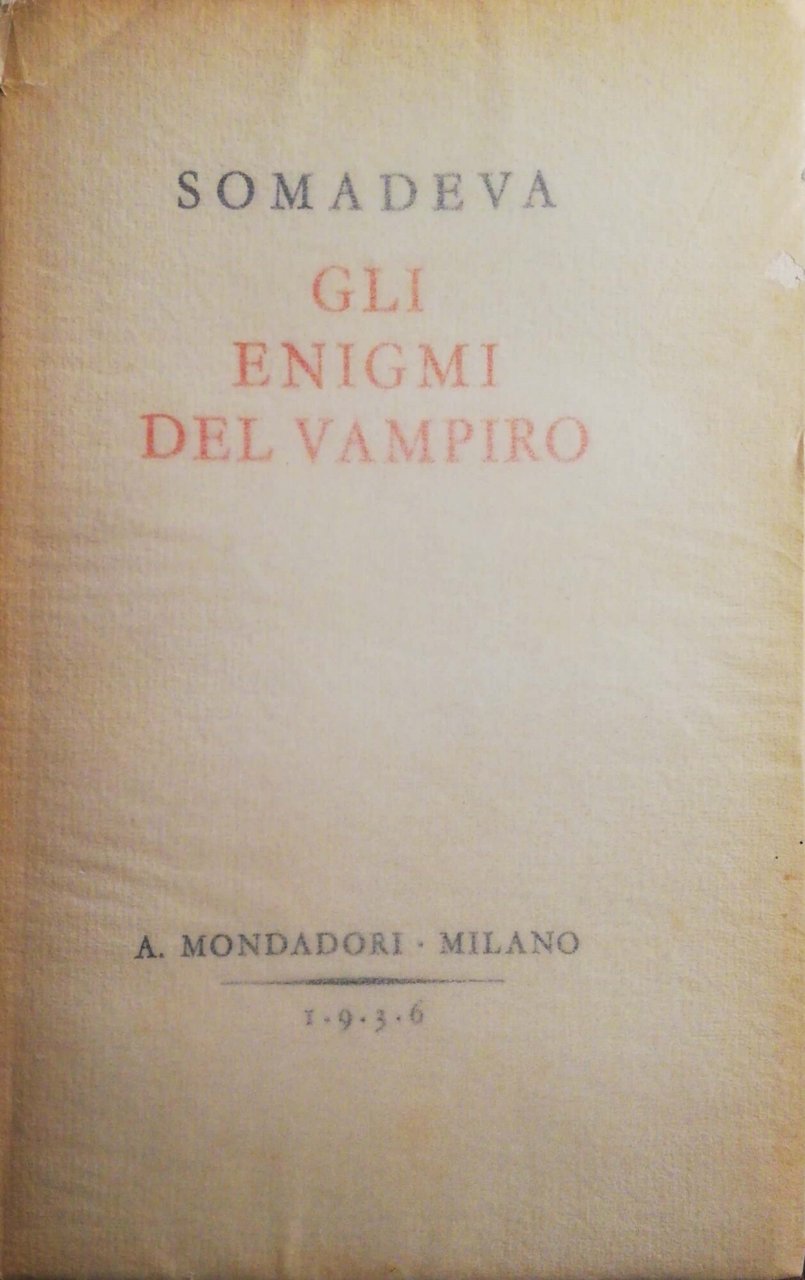 SOMADEVA
GLI
ENIGMI
DEL VAMPIRO
A. MONDADORI · MILANO
1·9·3·6